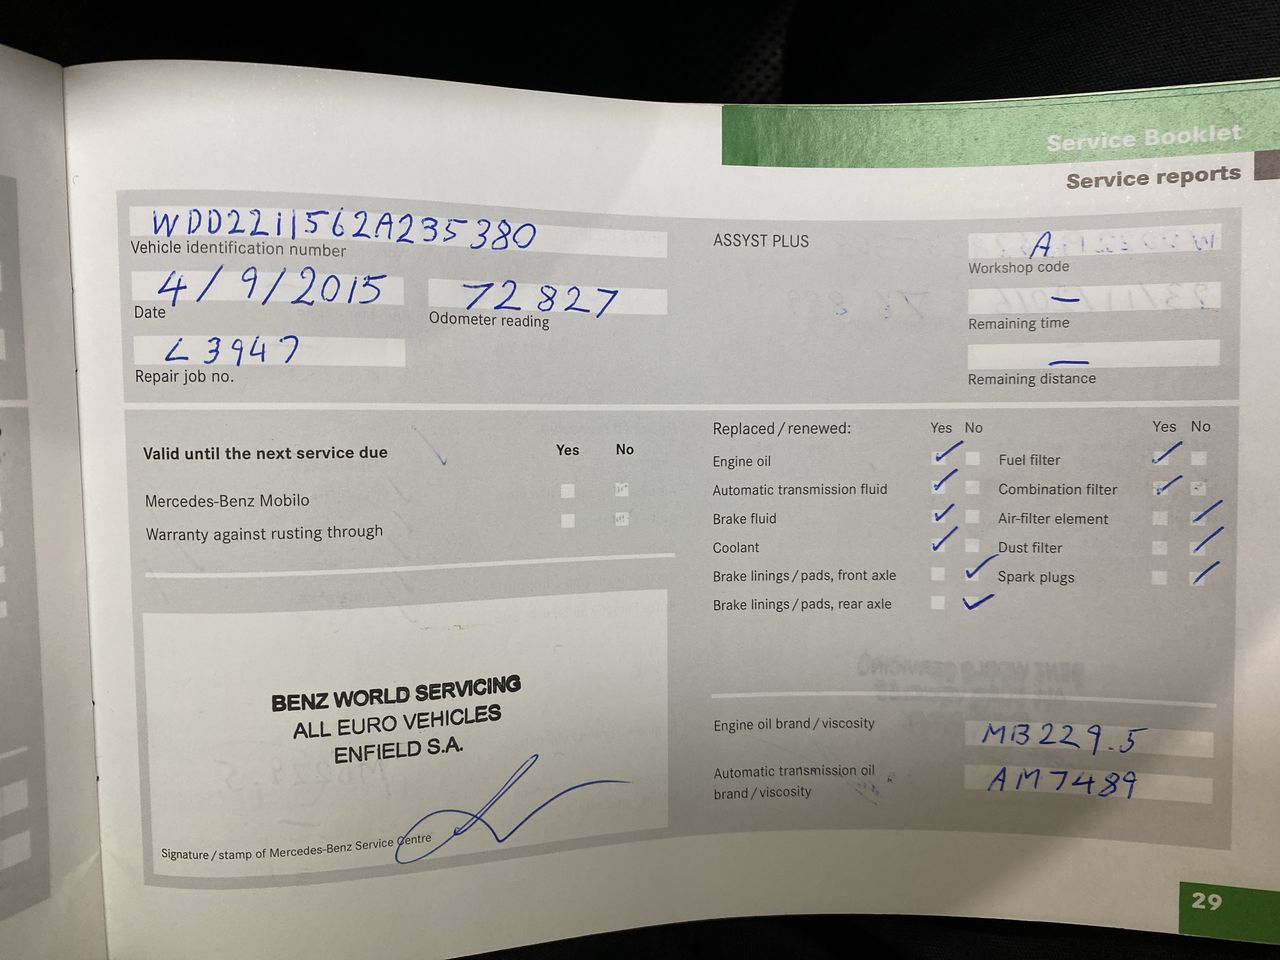 Service Booklet
Service reports
WDD2211562A235380
Vehicle identification number
4/9/2015
Date
72827
Odometer reading
L3947
Repair job no.
ASSYST PLUS
A
Workshop code
—
Remaining time
—
Remaining distance
Valid until the next service due Yes No
Mercedes-Benz Mobilo
Warranty against rusting through
Replaced / renewed: Yes No Yes No
Engine oil ✓ Fuel filter ✓
Automatic transmission fluid ✓ Combination filter ✓
Brake fluid ✓ Air-filter element ✓
Coolant ✓ Dust filter ✓
Brake linings / pads, front axle ✓ Spark plugs ✓
Brake linings / pads, rear axle ✓
BENZ WORLD SERVICING
ALL EURO VEHICLES
ENFIELD S.A.
Signature / stamp of Mercedes-Benz Service Centre
Engine oil brand / viscosity MB229.5
Automatic transmission oil
brand / viscosity AM7489
29